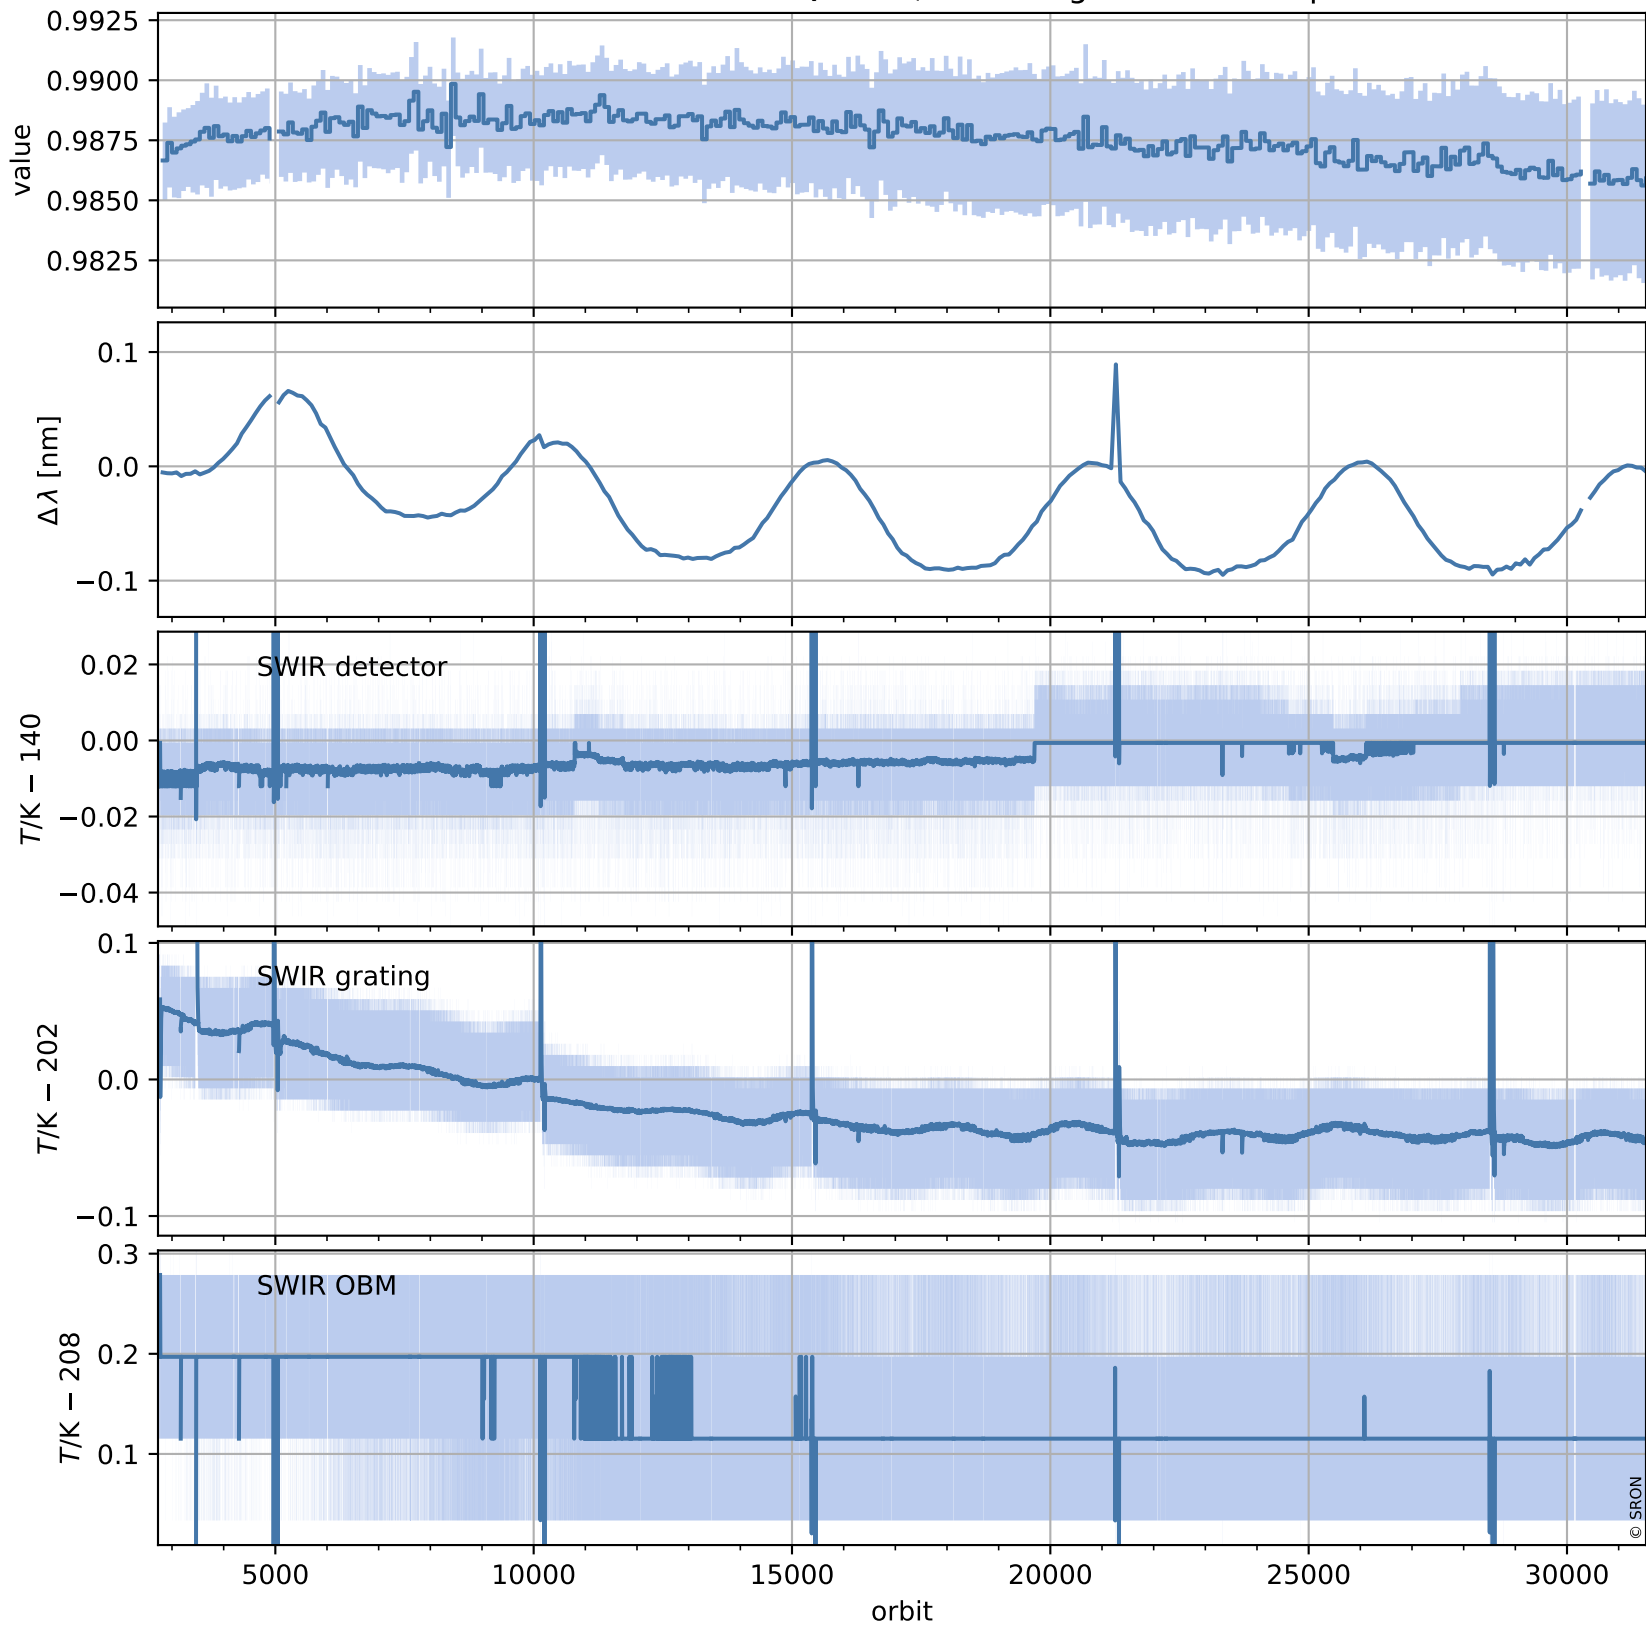 0.9925
0.9900
0.9875
0.9850
0.9825
value
0.1
0.0
−0.1
Δλ [nm]
SWIR detector
0.02
0.00
−0.02
−0.04
T/K − 140
SWIR grating
0.1
0.0
−0.1
T/K − 202
SWIR OBM
0.3
0.2
0.1
T/K − 208
© SRON
5000 10000 15000 20000 25000 30000
orbit